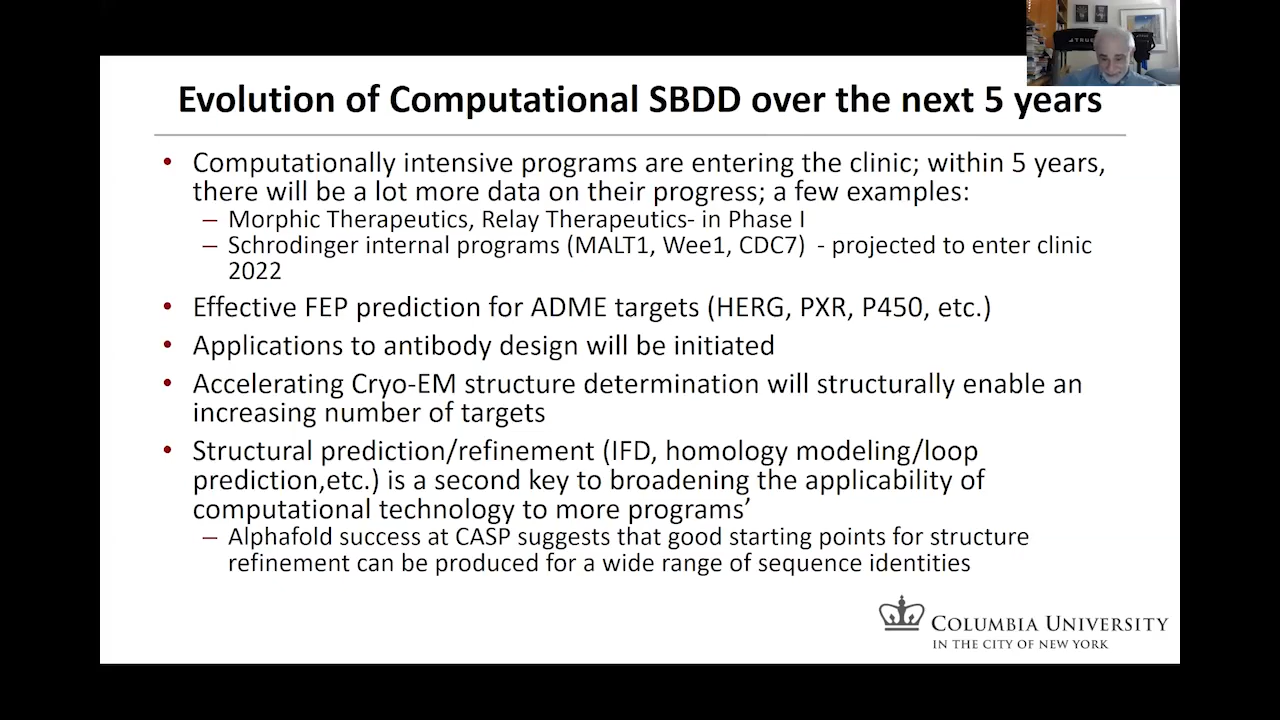 Evolution of Computational SBDD over the next 5 years
• Computationally intensive programs are entering the clinic; within 5 years,
there will be a lot more data on their progress; a few examples:
– Morphic Therapeutics, Relay Therapeutics- in Phase I
– Schrodinger internal programs (MALT1, Wee1, CDC7)  - projected to enter clinic
2022
• Effective FEP prediction for ADME targets (HERG, PXR, P450, etc.)
• Applications to antibody design will be initiated
• Accelerating Cryo-EM structure determination will structurally enable an
increasing number of targets
• Structural prediction/refinement (IFD, homology modeling/loop
prediction,etc.) is a second key to broadening the applicability of
computational technology to more programs’
– Alphafold success at CASP suggests that good starting points for structure
refinement can be produced for a wide range of sequence identities
COLUMBIA UNIVERSITY
IN THE CITY OF NEW YORK